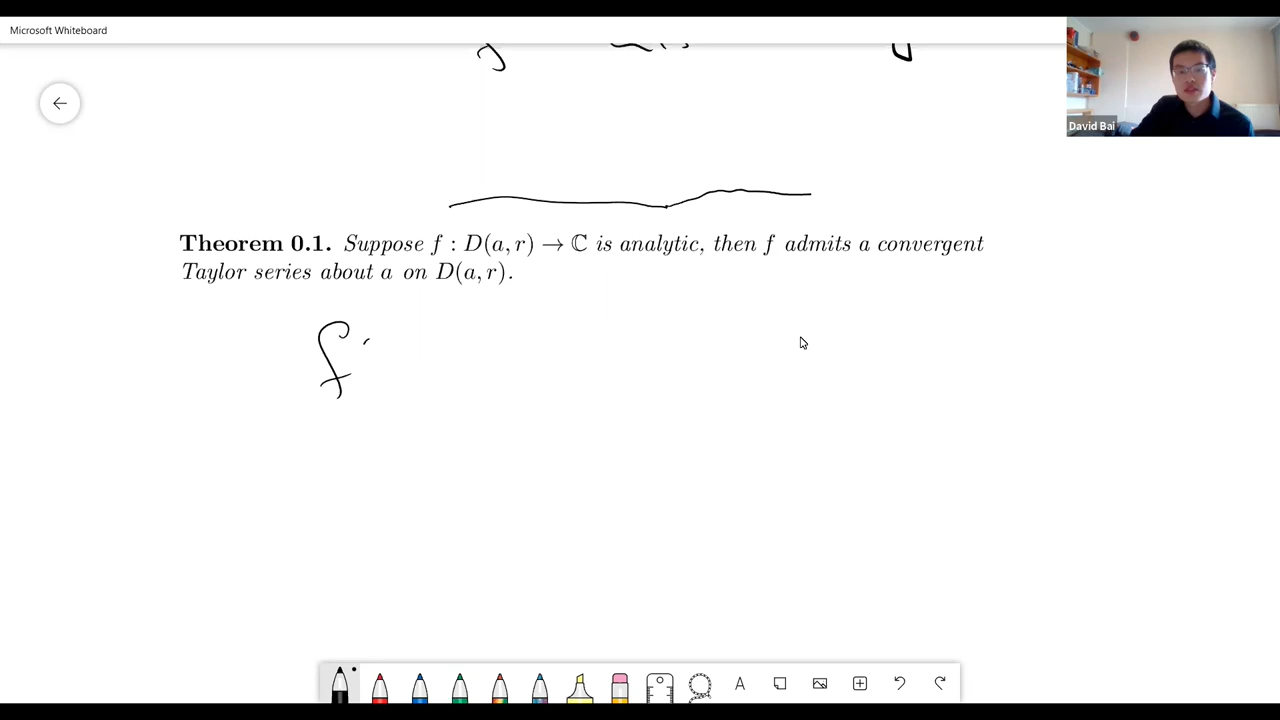 Microsoft Whiteboard
David Bai
Theorem 0.1. Suppose f : D(a, r) → ℂ is analytic, then f admits a convergent
Taylor series about a on D(a, r).
f
A